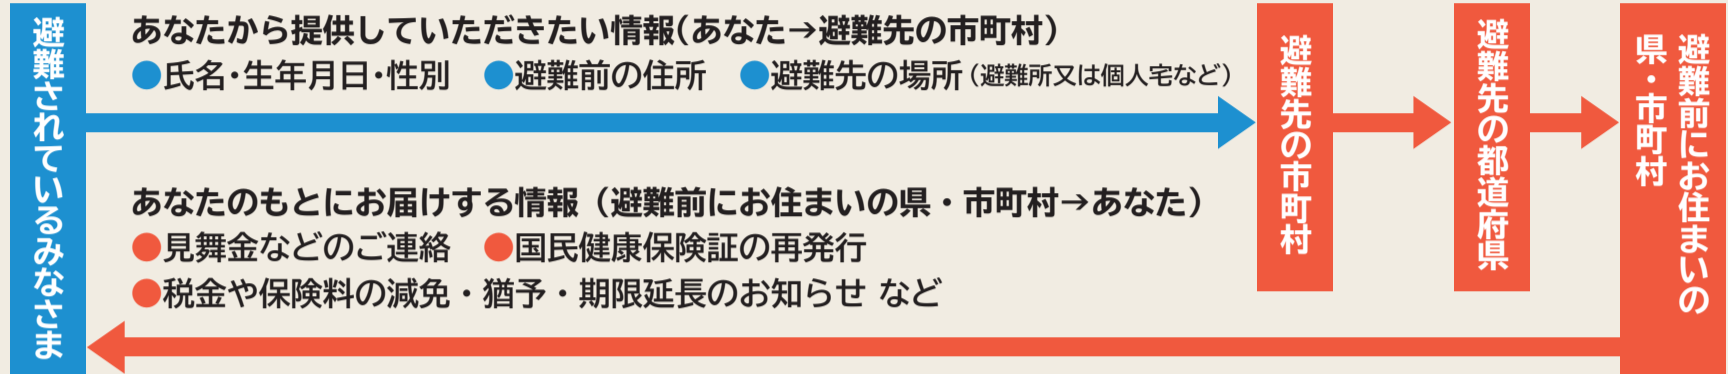 避難されているみなさま
あなたから提供していただきたい情報(あなた→避難先の市町村)
●氏名・生年月日・性別 ●避難前の住所 ●避難先の場所(避難所又は個人宅など)
あなたのもとにお届けする情報(避難前にお住まいの県・市町村→あなた)
●見舞金などのご連絡 ●国民健康保険証の再発行
●税金や保険料の減免・猶予・期限延長のお知らせ など
避難先の市町村
避難先の都道府県
避難前にお住まいの
県・市町村